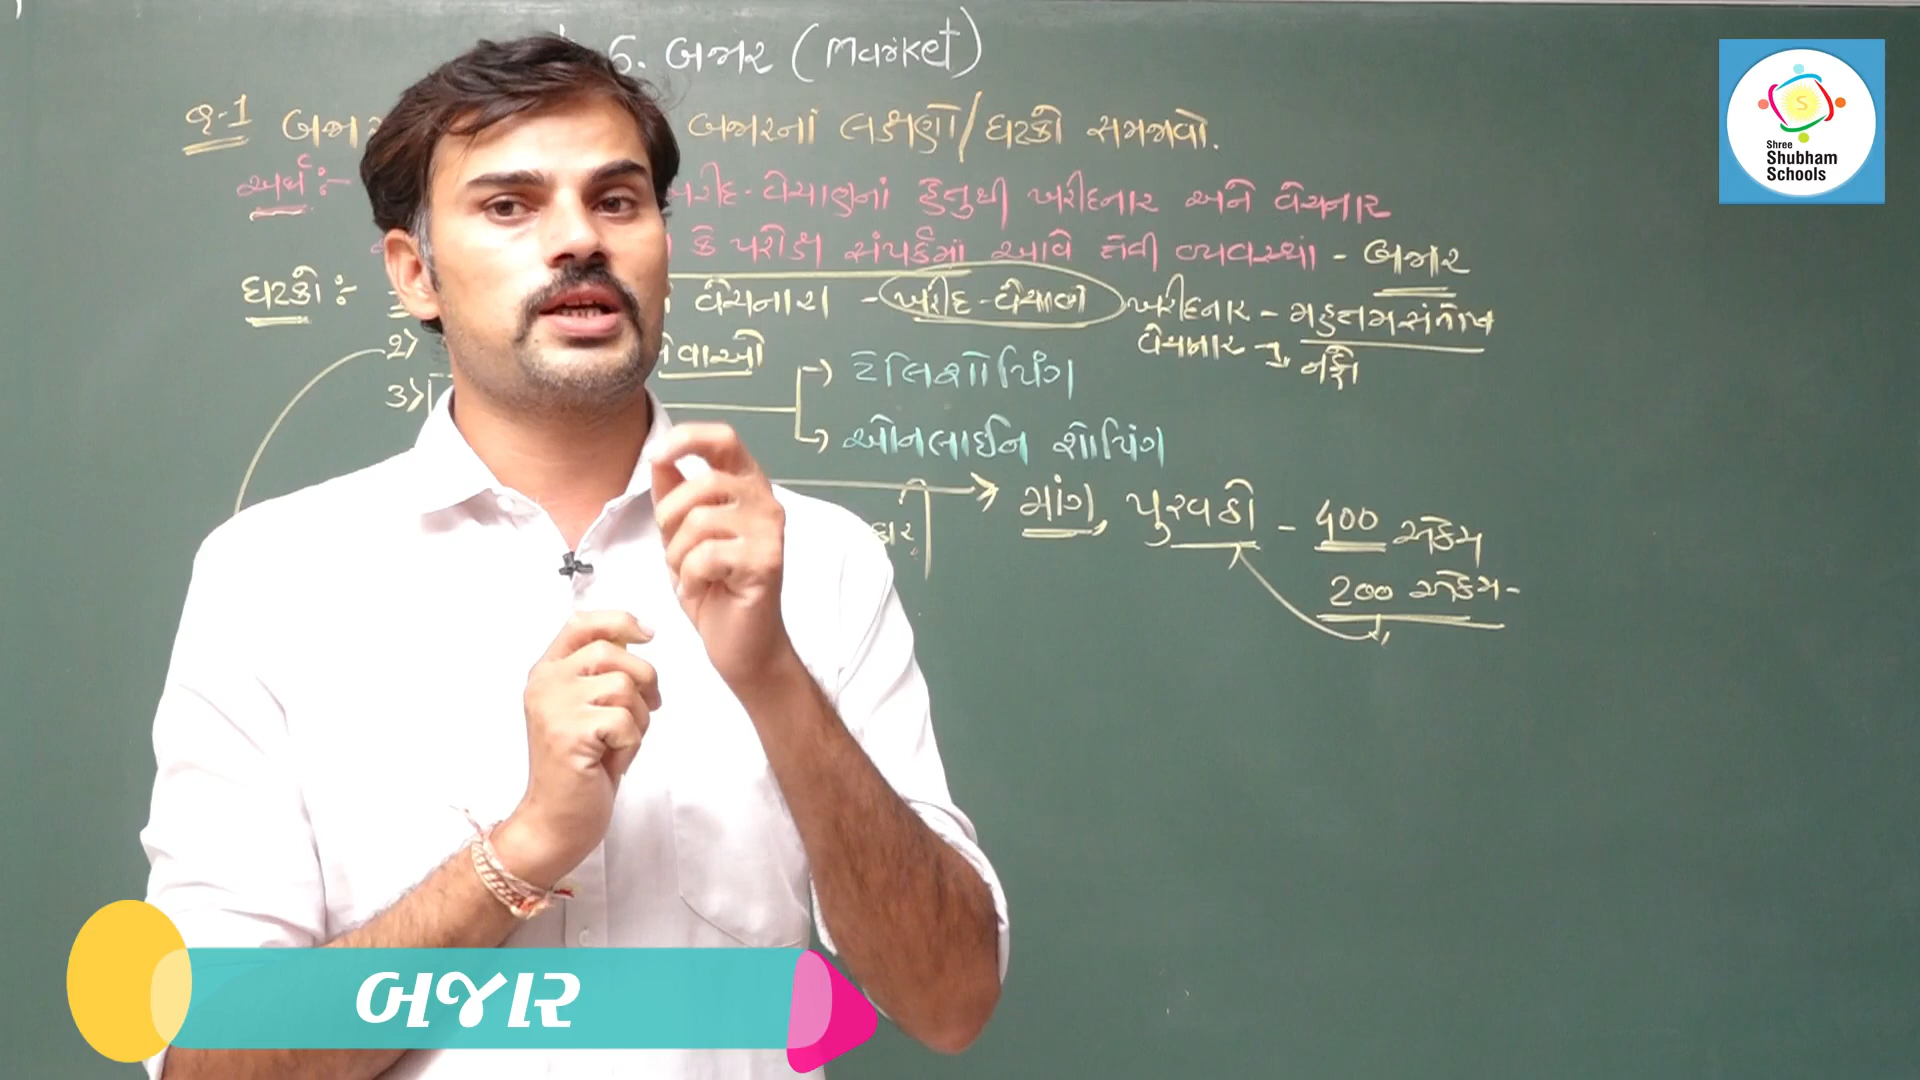 6. બજાર (Market)
Q-1 બજારનાં લક્ષણો/ઘટકો સમજાવો.
અર્થ :- ખરીદ-વેચાણનાં હેતુથી ખરીદનાર અને વેચનાર
કે પરોક્ષ સંપર્કમાં આવે તેવી વ્યવસ્થા - બજાર
ઘટકો :- વેચનારા - ખરીદ-વેચાણ ખરીદનાર - મહત્તમ સંતોષ
વેચનાર → નફો
2>
3>
ટેલિશોપિંગ
ઓનલાઈન શોપિંગ
માંગ, પુરવઠો - 400 એકમ
200 એકમ -
Shree
Shubham
Schools
S
બજાર